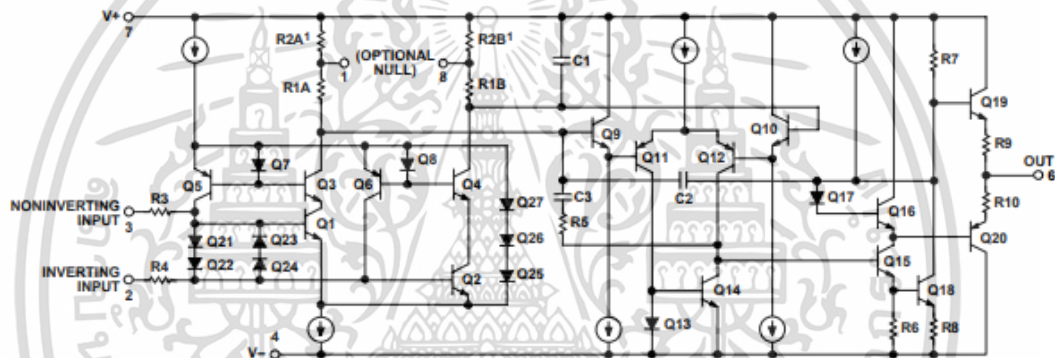 V+ 7
R2A1
R2B1
(OPTIONAL NULL)
1
8
R1A
R1B
C1
R7
Q19
Q9
Q10
Q11
Q12
R9
OUT 6
Q7
Q8
Q5
Q3
Q6
Q4
Q17
Q16
R10
NONINVERTING INPUT 3
R3
C3
C2
R5
Q27
Q1
Q20
Q21
Q23
Q26
Q15
INVERTING INPUT 2
R4
Q22
Q24
Q2
Q25
Q14
Q18
Q13
R6
R8
V– 4